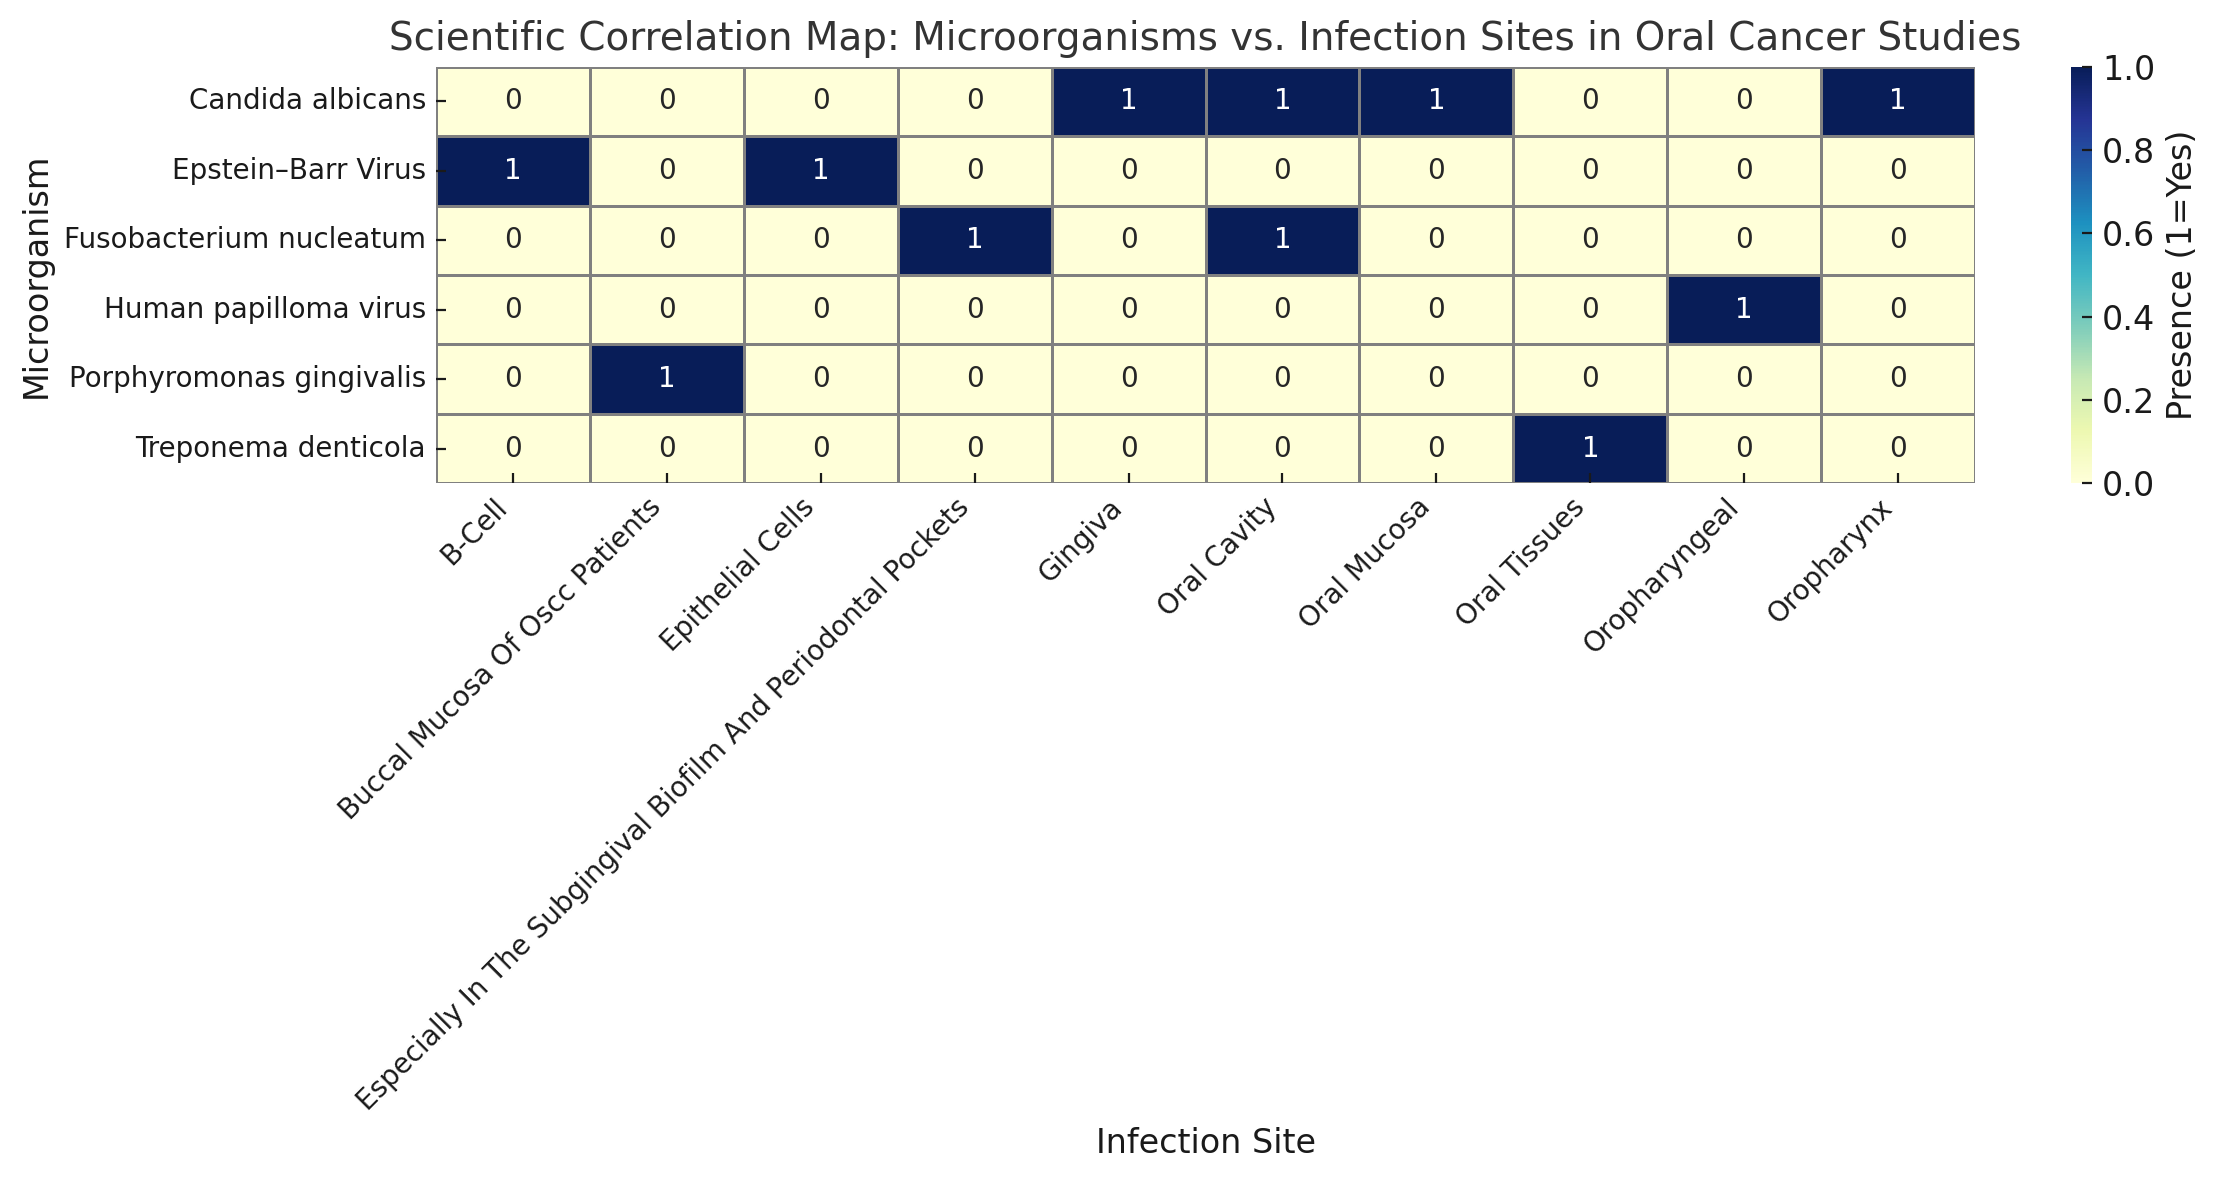 Scientific Correlation Map: Microorganisms vs. Infection Sites in Oral Cancer Studies
Microorganism
Candida albicans 0 0 0 0 1 1 1 0 0 1
Epstein–Barr Virus 1 0 1 0 0 0 0 0 0 0
Fusobacterium nucleatum 0 0 0 1 0 1 0 0 0 0
Human papilloma virus 0 0 0 0 0 0 0 0 1 0
Porphyromonas gingivalis 0 1 0 0 0 0 0 0 0 0
Treponema denticola 0 0 0 0 0 0 0 1 0 0
B-Cell
Buccal Mucosa Of Oscc Patients
Epithelial Cells
Especially In The Subgingival Biofilm And Periodontal Pockets
Gingiva
Oral Cavity
Oral Mucosa
Oral Tissues
Oropharyngeal
Oropharynx
Infection Site
1.0
0.8
0.6
0.4
0.2
0.0
Presence (1=Yes)